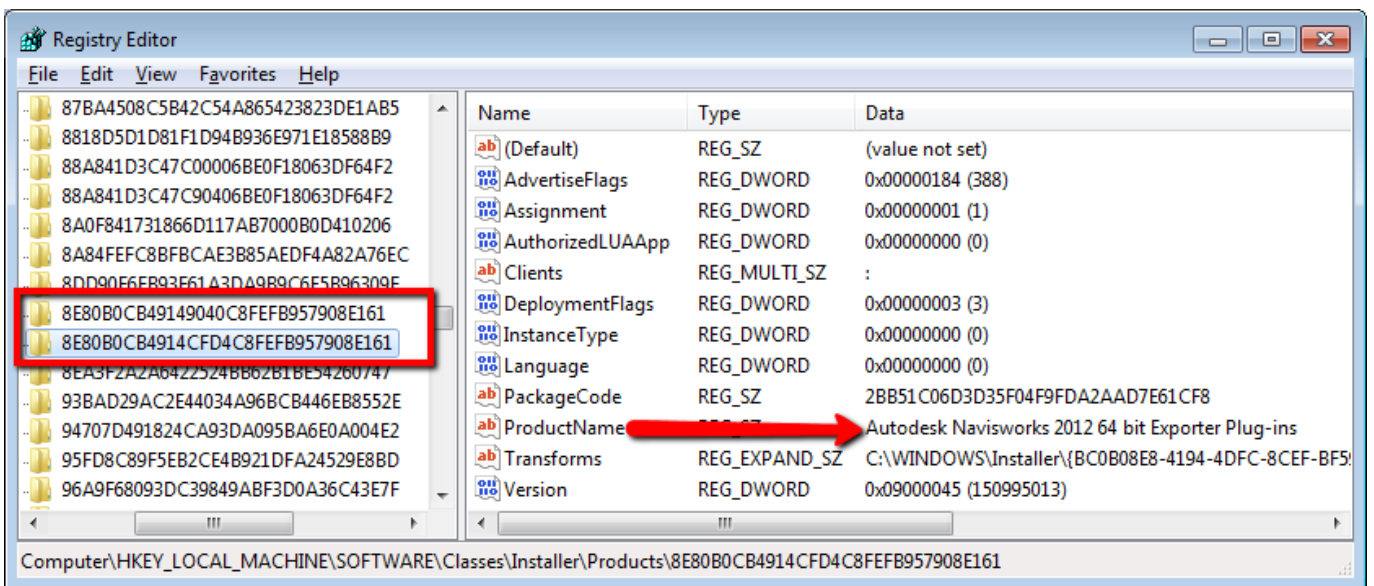 Registry Editor
File Edit View Favorites Help
87BA4508C5B42C54A865423823DE1AB5
8818D5D1D81F1D94B936E971E18588B9
88A841D3C47C00006BE0F18063DF64F2
88A841D3C47C90406BE0F18063DF64F2
8A0F841731866D117AB7000B0D410206
8A84FEFC8BFBCAE3B85AEDF4A82A76EC
8DD90F6FB93F61A3DA9B9C6F5B96309F
8E80B0CB49149040C8FEFB957908E161
8E80B0CB4914CFD4C8FEFB957908E161
8EA3F2A2A6422524BB62B1BE54260747
93BAD29AC2E44034A96BCB446EB8552E
94707D491824CA93DA095BA6E0A004E2
95FD8C89F5EB2CE4B921DFA24529E8BD
96A9F68093DC39849ABF3D0A36C43E7F
Name Type Data
(Default) REG_SZ (value not set)
AdvertiseFlags REG_DWORD 0x00000184 (388)
Assignment REG_DWORD 0x00000001 (1)
AuthorizedLUAApp REG_DWORD 0x00000000 (0)
Clients REG_MULTI_SZ :
DeploymentFlags REG_DWORD 0x00000003 (3)
InstanceType REG_DWORD 0x00000000 (0)
Language REG_DWORD 0x00000000 (0)
PackageCode REG_SZ 2BB51C06D3D35F04F9FDA2AAD7E61CF8
ProductName Autodesk Navisworks 2012 64 bit Exporter Plug-ins
Transforms REG_EXPAND_SZ C:\WINDOWS\Installer\{BC0B08E8-4194-4DFC-8CEF-BF5
Version REG_DWORD 0x09000045 (150995013)
Computer\HKEY_LOCAL_MACHINE\SOFTWARE\Classes\Installer\Products\8E80B0CB4914CFD4C8FEFB957908E161